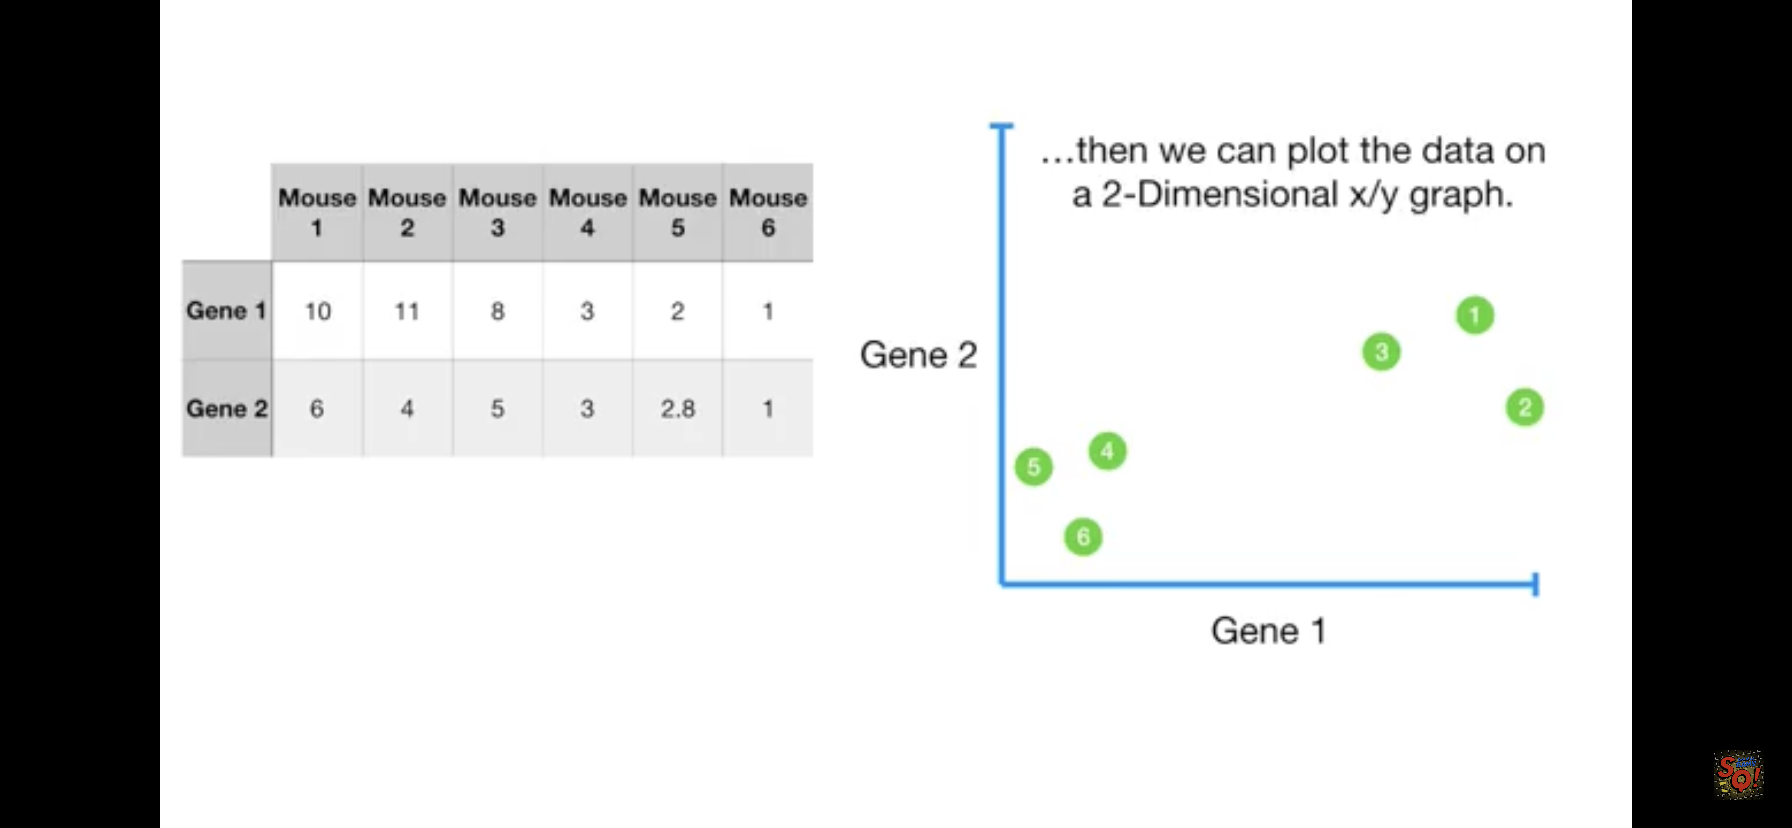 Mouse 1 Mouse 2 Mouse 3 Mouse 4 Mouse 5 Mouse 6
Gene 1 10 11 8 3 2 1
Gene 2 6 4 5 3 2.8 1
...then we can plot the data on
a 2-Dimensional x/y graph.
Gene 2
1
3
2
4
5
6
Gene 1
SQ!